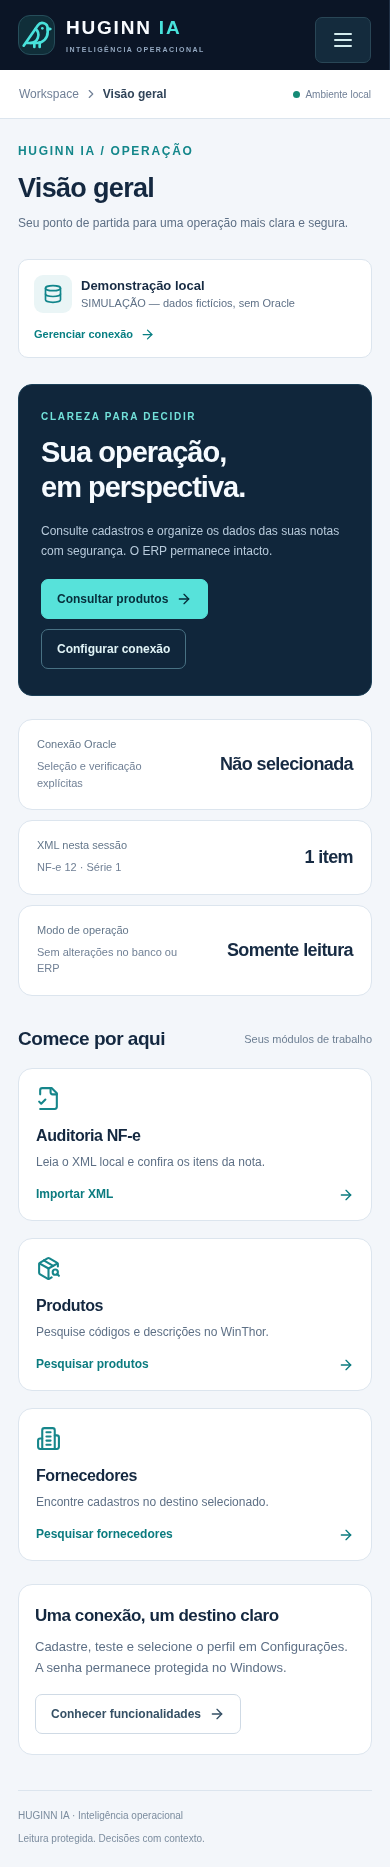 HUGINN IA
INTELIGÊNCIA OPERACIONAL
Workspace > Visão geral
Ambiente local
HUGINN IA / OPERAÇÃO
Visão geral
Seu ponto de partida para uma operação mais clara e segura.
Demonstração local
SIMULAÇÃO — dados fictícios, sem Oracle
Gerenciar conexão
CLAREZA PARA DECIDIR
Sua operação,
em perspectiva.
Consulte cadastros e organize os dados das suas notas
com segurança. O ERP permanece intacto.
Consultar produtos
Configurar conexão
Conexão Oracle
Seleção e verificação
explícitas
Não selecionada
XML nesta sessão
NF-e 12 · Série 1
1 item
Modo de operação
Sem alterações no banco ou
ERP
Somente leitura
Comece por aqui
Seus módulos de trabalho
Auditoria NF-e
Leia o XML local e confira os itens da nota.
Importar XML
Produtos
Pesquise códigos e descrições no WinThor.
Pesquisar produtos
Fornecedores
Encontre cadastros no destino selecionado.
Pesquisar fornecedores
Uma conexão, um destino claro
Cadastre, teste e selecione o perfil em Configurações.
A senha permanece protegida no Windows.
Conhecer funcionalidades
HUGINN IA · Inteligência operacional
Leitura protegida. Decisões com contexto.